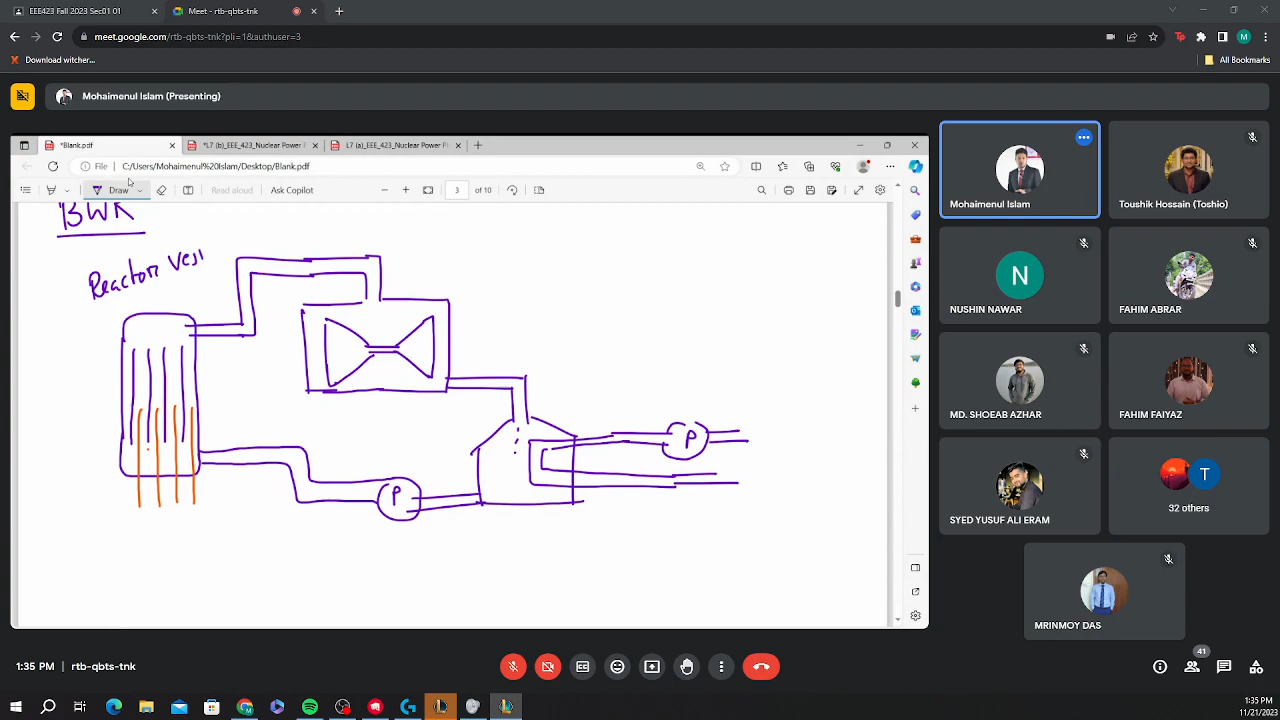 EEE423 Fall 2023 Sec01 01
Meet - rtb-qbts-tnk
meet.google.com/rtb-qbts-tnk?pli=1&authuser=3
Download witcher...
All Bookmarks
Mohaimenul Islam (Presenting)
*Blank.pdf
*L7 (b)_EEE_423_Nuclear Power
L7 (a)_EEE_423_Nuclear Power
File
C:/Users/Mohaimenul%20Islam/Desktop/Blank.pdf
Draw
Read aloud
Ask Copilot
3
of 10
BWR
Reactor Vess
P
P
Mohaimenul Islam
Toushik Hossain (Toshio)
N
NUSHIN NAWAR
FAHIM ABRAR
MD. SHOEAB AZHAR
FAHIM FAIYAZ
SYED YUSUF ALI ERAM
T
32 others
MRINMOY DAS
1:35 PM | rtb-qbts-tnk
41
1:35 PM
11/21/2023